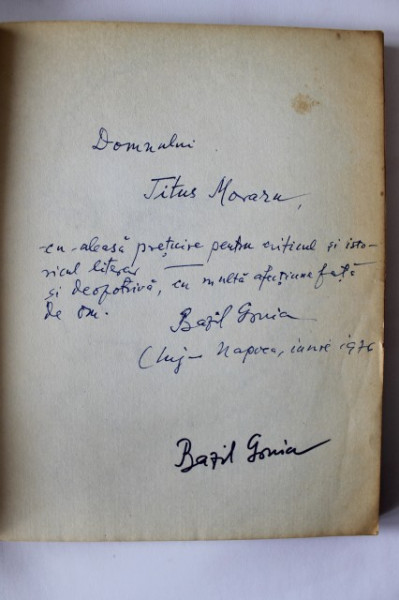 Domnului
Titus Moraru,
cu aleasă prețuire pentru criticul și isto-
ricul literar —
și deopotrivă, cu multă afecțiune față
de om.
Bazil Gruia
Cluj-Napoca, iunie 1976
Bazil Gruia